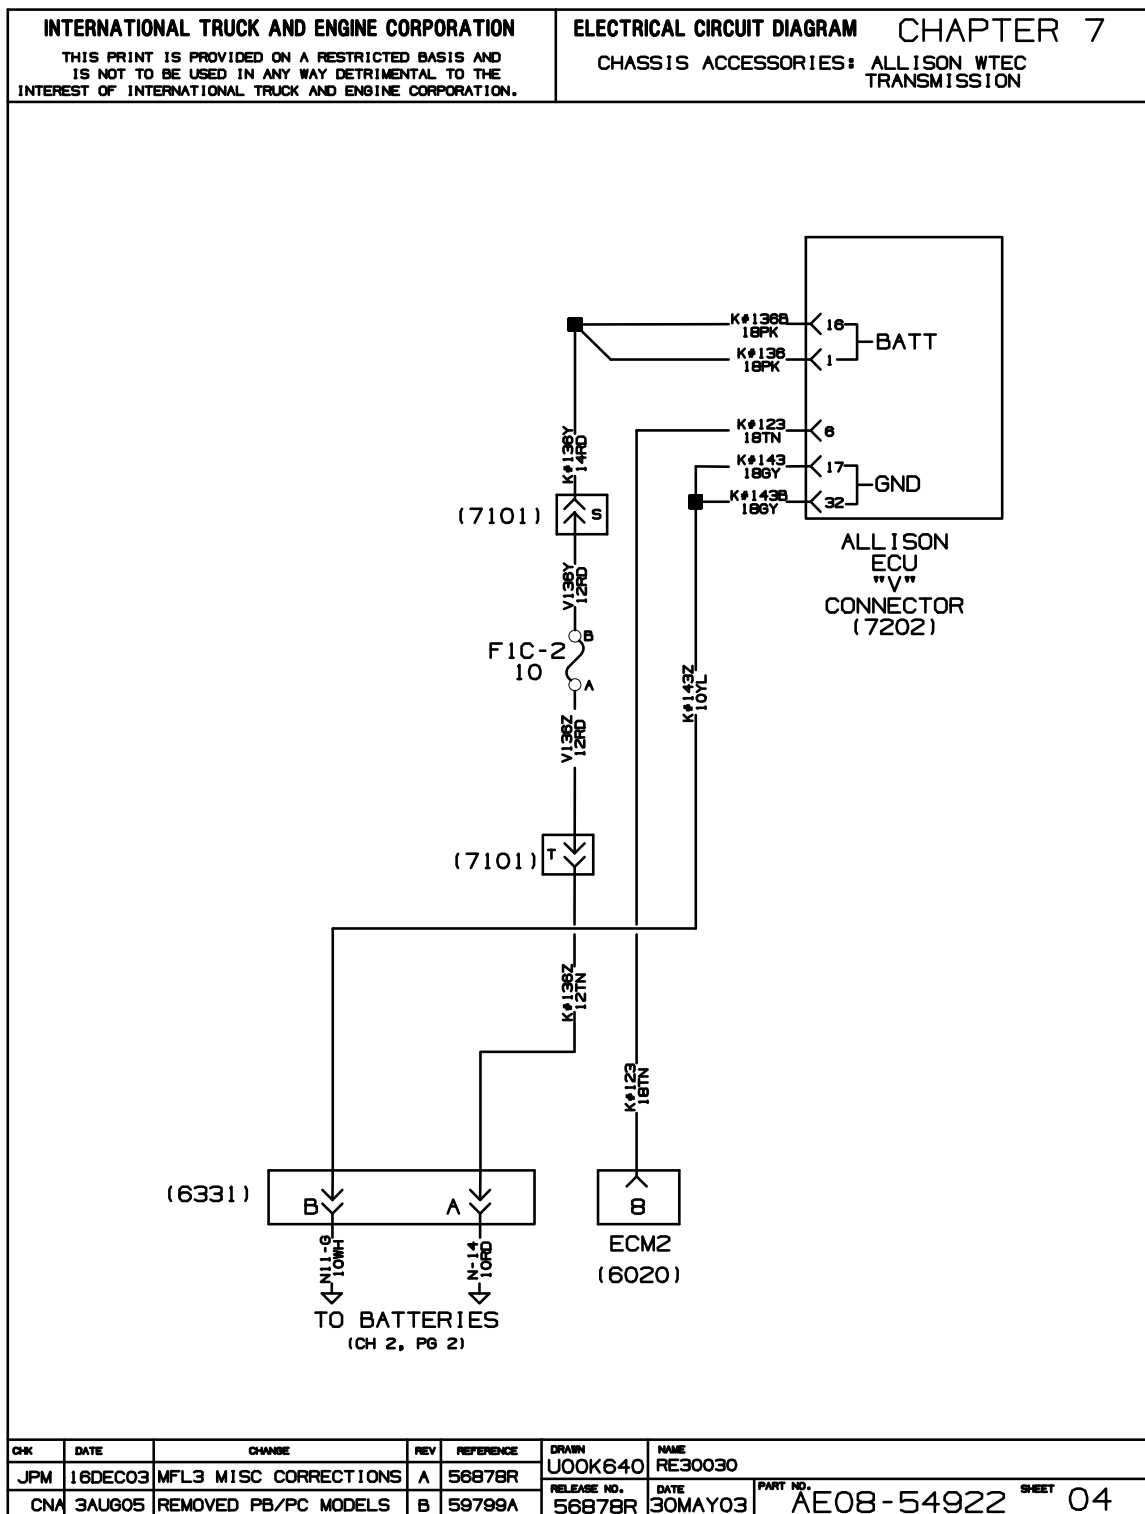 INTERNATIONAL TRUCK AND ENGINE CORPORATION
THIS PRINT IS PROVIDED ON A RESTRICTED BASIS AND
IS NOT TO BE USED IN ANY WAY DETRIMENTAL TO THE
INTEREST OF INTERNATIONAL TRUCK AND ENGINE CORPORATION.
ELECTRICAL CIRCUIT DIAGRAM CHAPTER 7
CHASSIS ACCESSORIES: ALLISON WTEC
TRANSMISSION
K#136B
18PK
16
BATT
K#136
18PK
1
K#123
18TN
6
K#143
18GY
17
GND
K#143B
18GY
32
ALLISON
ECU
"V"
CONNECTOR
(7202)
K#136Y
14RD
(7101) S
V136Y
12RD
B
F1C-2
10
A
V136Z
12RD
K#143Z
10YL
(7101) T
K#136Z
12TN
K#123
18TN
(6331) B A
8
ECM2
(6020)
N11-G
10WH
N-14
10RD
TO BATTERIES
(CH 2, PG 2)
CHK DATE CHANGE REV REFERENCE
JPM 16DEC03 MFL3 MISC CORRECTIONS A 56878R
CNA 3AUG05 REMOVED PB/PC MODELS B 59799A
DRAWN
U00K640
NAME
RE30030
RELEASE NO.
56878R
DATE
30MAY03
PART NO.
AE08-54922
SHEET 04